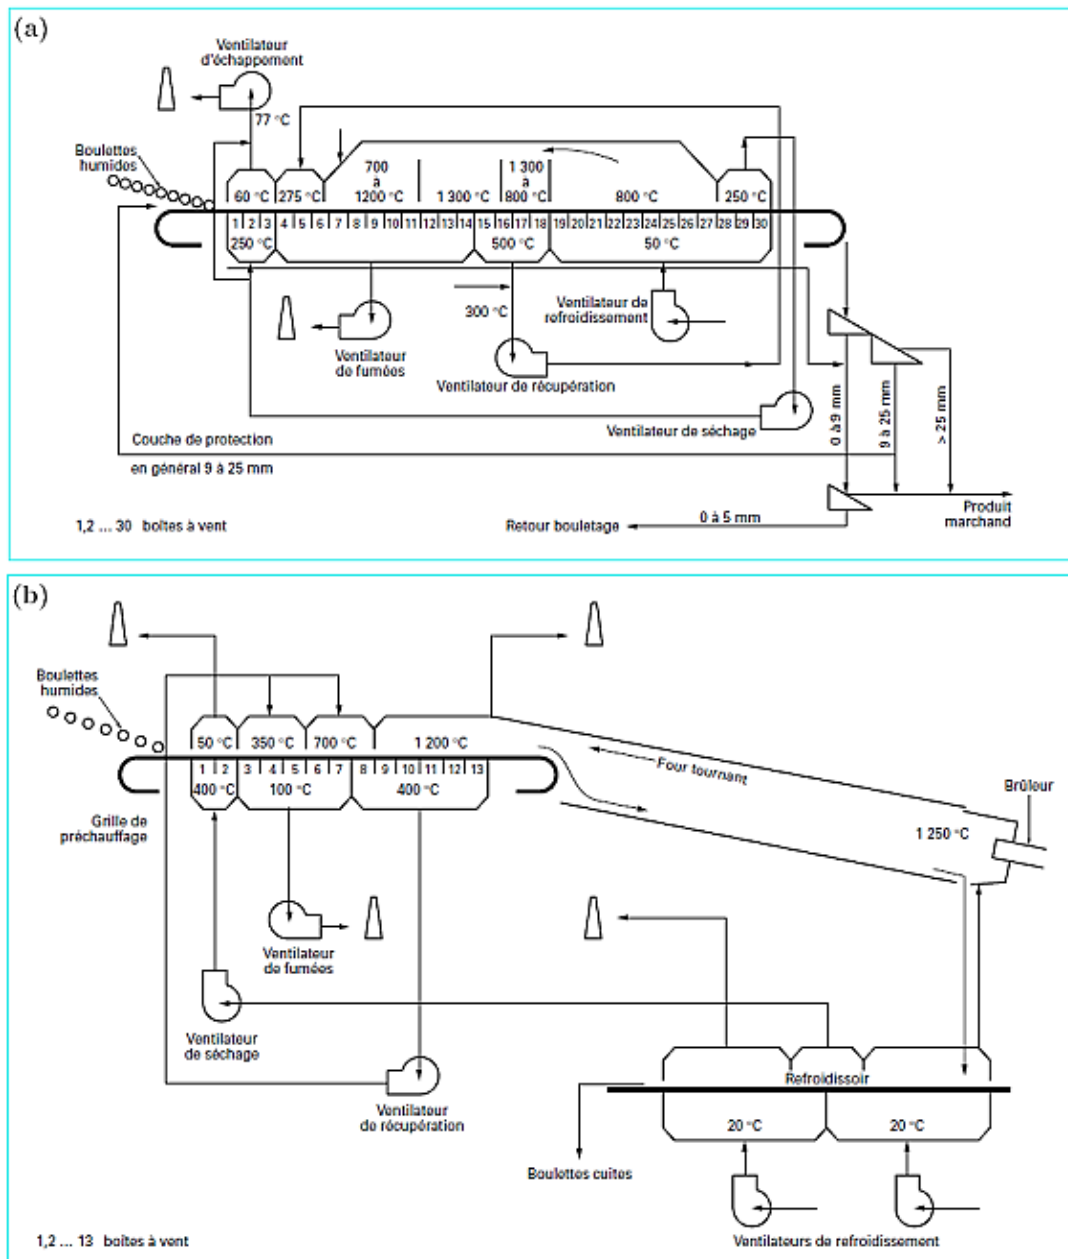 (a)
Ventilateur
d'échappement
77 °C
Boulettes
humides
60 °C
275 °C
700
à
1200 °C
1 300 °C
1 300
à
800 °C
800 °C
250 °C
1 2 3 4 5 6 7 8 9 10 11 12 13 14 15 16 17 18 19 20 21 22 23 24 25 26 27 28 29 30
250 °C
500 °C
50 °C
300 °C
Ventilateur de
refroidissement
Ventilateur
de fumées
Ventilateur de récupération
Ventilateur de séchage
0 à 9 mm
9 à 25 mm
> 25 mm
Couche de protection
en général 9 à 25 mm
Produit
marchand
1,2 ... 30 boîtes à vent
Retour bouletage
0 à 5 mm
(b)
Boulettes
humides
50 °C
350 °C
700 °C
1 200 °C
1 2 3 4 5 6 7 8 9 10 11 12 13
400 °C
100 °C
400 °C
Four tournant
Brûleur
Grille de
préchauffage
1 250 °C
Ventilateur
de fumées
Ventilateur
de séchage
Ventilateur
de récupération
Refroidissoir
20 °C
20 °C
Boulettes cuites
1,2 ... 13 boîtes à vent
Ventilateurs de refroidissement